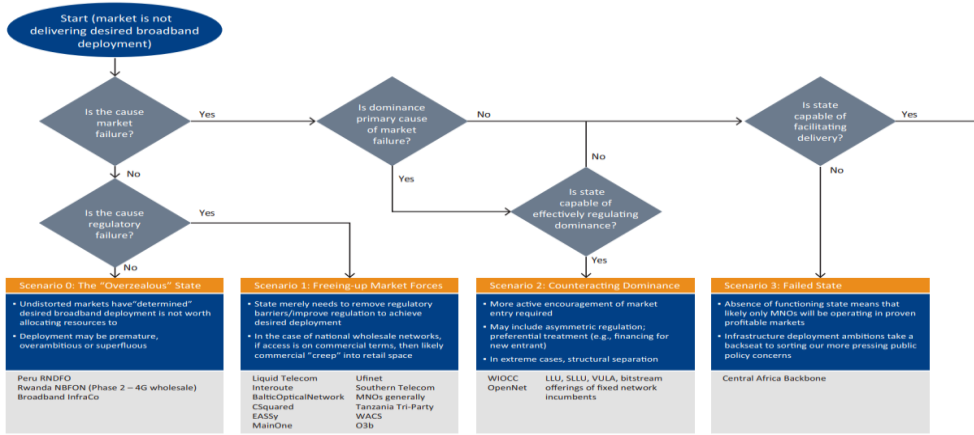 Start (market is not
delivering desired broadband
deployment)
Is the cause
market
failure?
Yes
Is dominance
primary cause
of market
failure?
No
Is state
capable of
facilitating
delivery?
Yes
No
Yes
No
No
Is the cause
regulatory
failure?
Yes
Is state
capable of
effectively regulating
dominance?
No
Yes
Scenario 0: The “Overzealous” State
• Undistorted markets have“determined”
desired broadband deployment is not worth
allocating resources to
• Deployment may be premature,
overambitious or superfluous
Peru RNDFO
Rwanda NBFON (Phase 2 – 4G wholesale)
Broadband InfraCo
Scenario 1: Freeing-up Market Forces
• State merely needs to remove regulatory
barriers/improve regulation to achieve
desired deployment
• In the case of national wholesale networks,
if access is on commercial terms, then likely
commercial “creep” into retail space
Liquid Telecom
Interoute
BalticOpticalNetwork
CSquared
EASSy
MainOne
Ufinet
Southern Telecom
MNOs generally
Tanzania Tri-Party
WACS
O3b
Scenario 2: Counteracting Dominance
• More active encouragement of market
entry required
• May include asymmetric regulation;
preferential treatment (e.g., financing for
new entrant)
• In extreme cases, structural separation
WIOCC
OpenNet
LLU, SLLU, VULA, bitstream
offerings of fixed network
incumbents
Scenario 3: Failed State
• Absence of functioning state means that
likely only MNOs will be operating in proven
profitable markets
• Infrastructure deployment ambitions take a
backseat to sorting our more pressing public
policy concerns
Central Africa Backbone